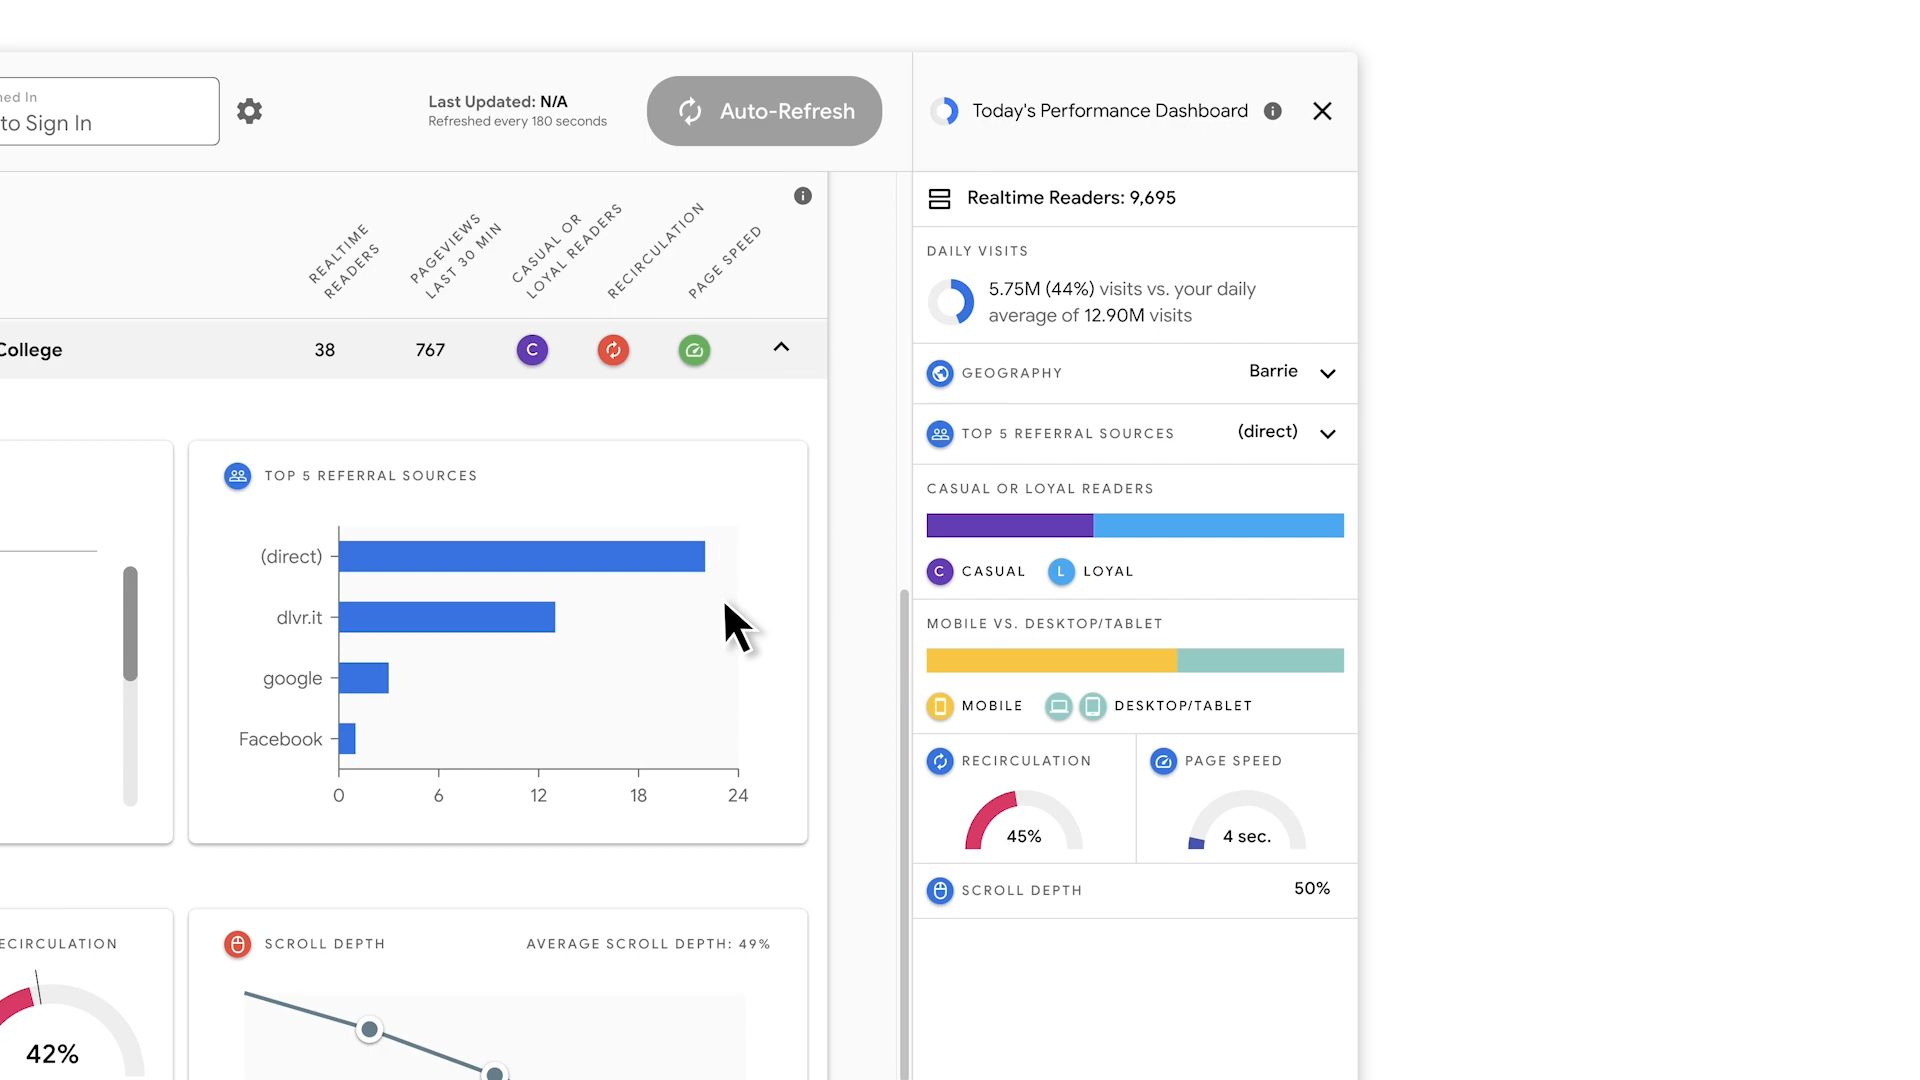 ned In
to Sign In
Last Updated: N/A
Refreshed every 180 seconds
Auto-Refresh
Today's Performance Dashboard
REALTIME
READERS
PAGEVIEWS
LAST 30 MIN
CASUAL OR
LOYAL READERS
RECIRCULATION
PAGE SPEED
College
38
767
C
TOP 5 REFERRAL SOURCES
(direct)
dlvr.it
google
Facebook
0
6
12
18
24
ECIRCULATION
42%
SCROLL DEPTH
AVERAGE SCROLL DEPTH: 49%
Realtime Readers: 9,695
DAILY VISITS
5.75M (44%) visits vs. your daily
average of 12.90M visits
GEOGRAPHY
Barrie
TOP 5 REFERRAL SOURCES
(direct)
CASUAL OR LOYAL READERS
C CASUAL
L LOYAL
MOBILE VS. DESKTOP/TABLET
MOBILE
DESKTOP/TABLET
RECIRCULATION
45%
PAGE SPEED
4 sec.
SCROLL DEPTH
50%